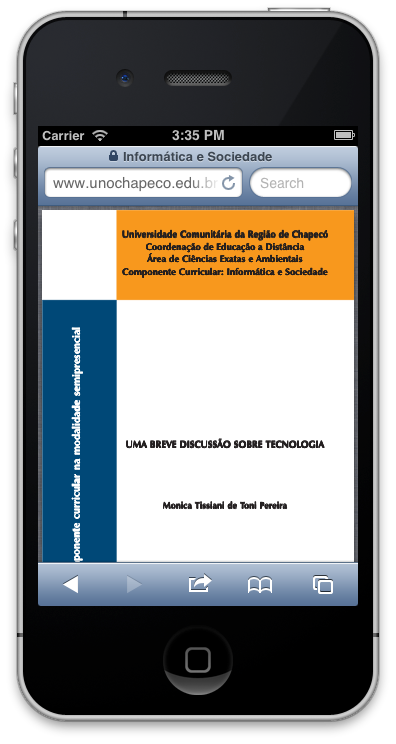 Carrier 3:35 PM
Informática e Sociedade
www.unochapeco.edu.br Search
Universidade Comunitária da Região de Chapecó
Coordenação de Educação a Distância
Área de Ciências Exatas e Ambientais
Componente Curricular: Informática e Sociedade
ponente curricular na modalidade semipresencial
UMA BREVE DISCUSSÃO SOBRE TECNOLOGIA
Monica Tissiani de Toni Pereira